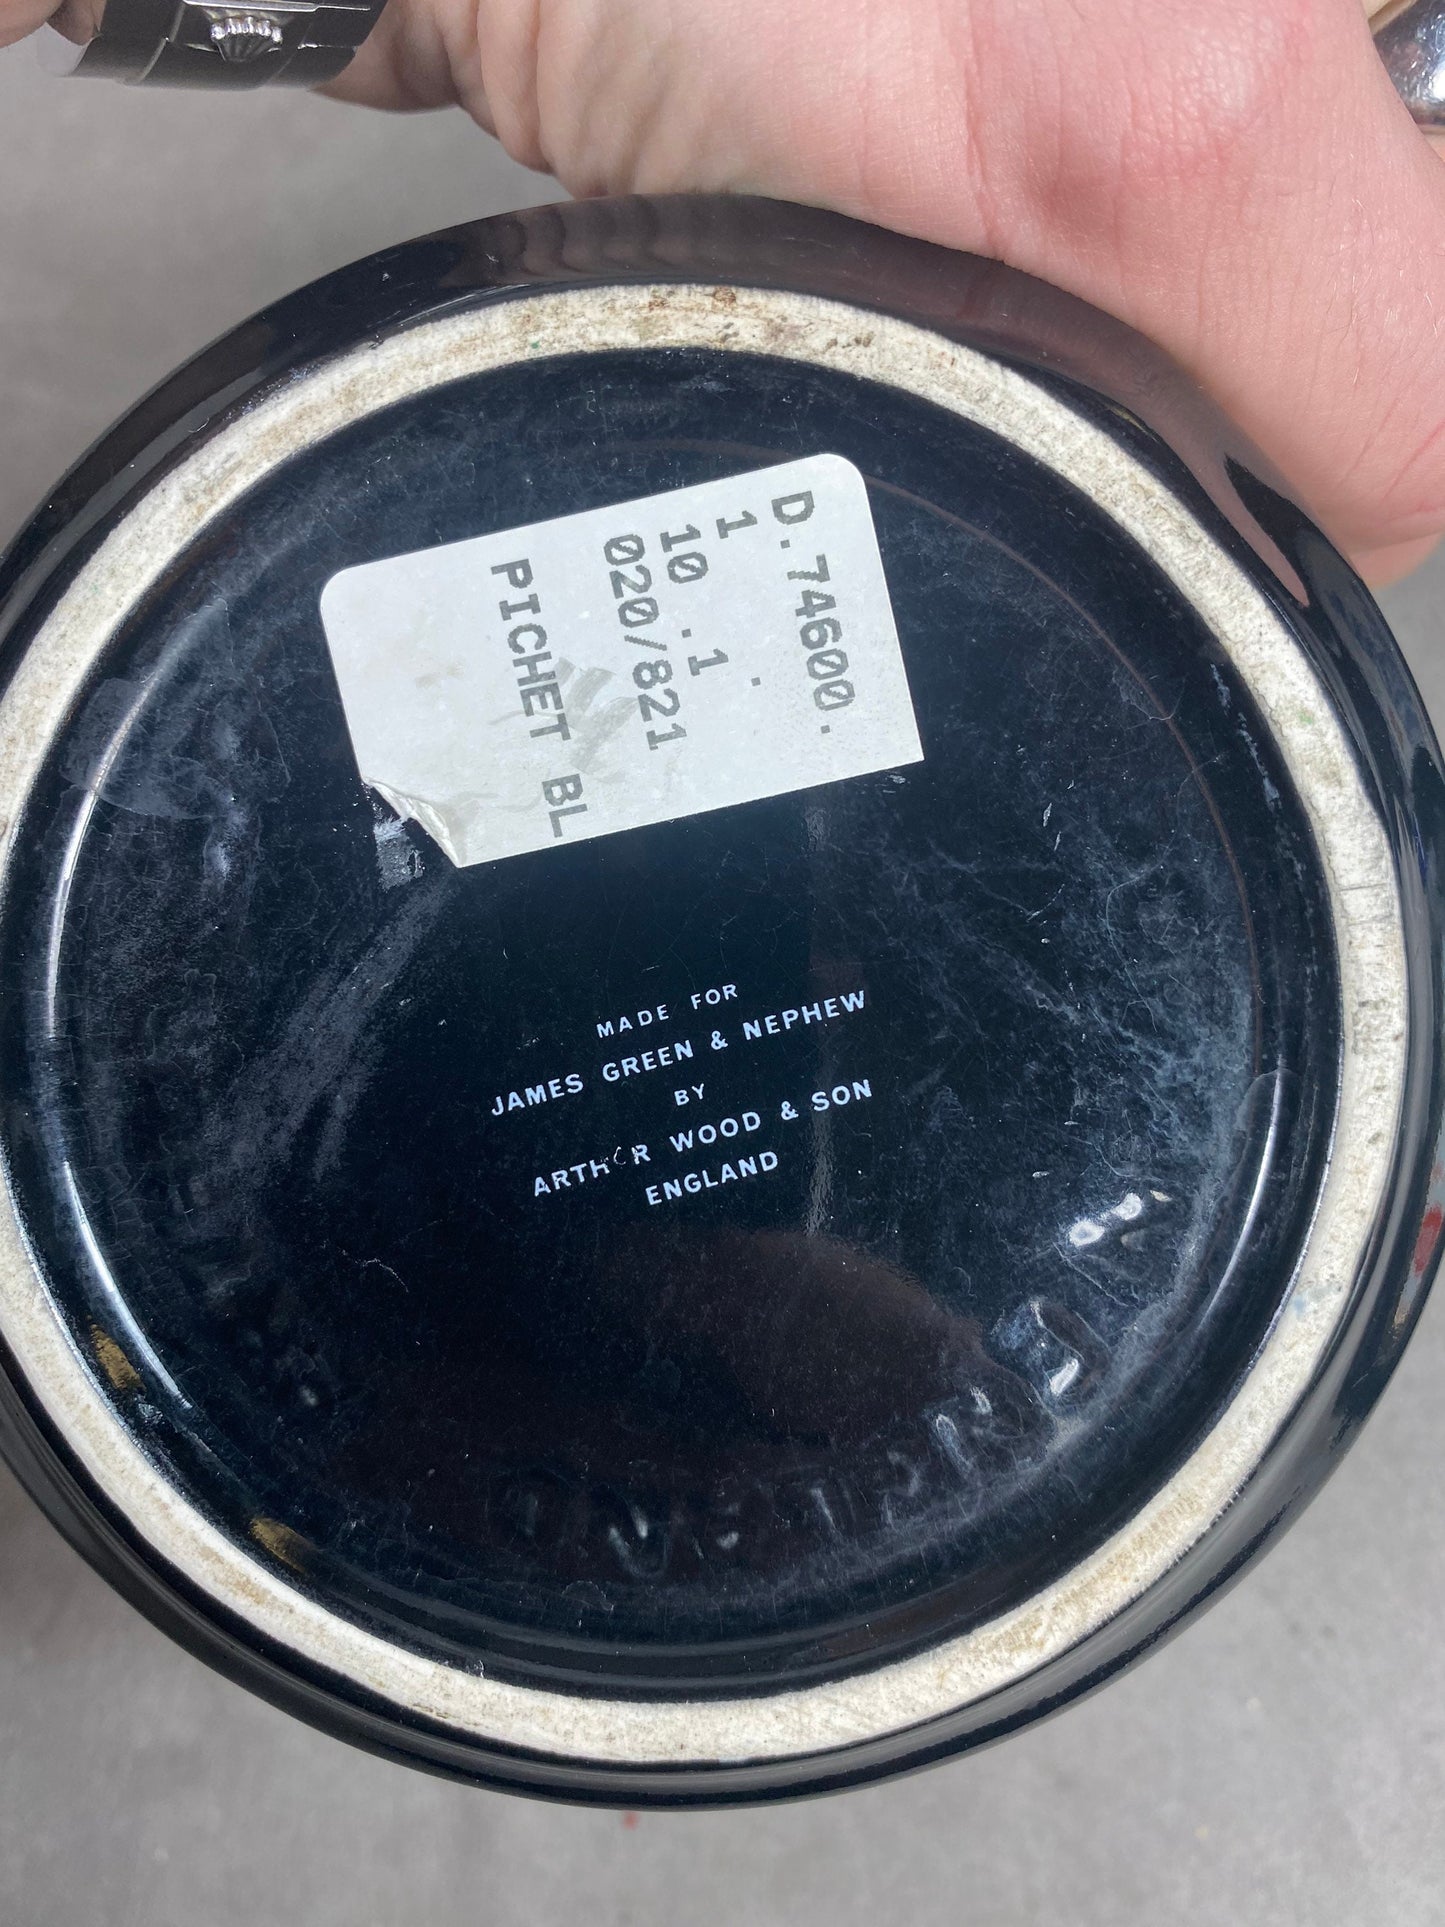 D.74600.
1 .
10 .1
020/821
PICHET BL
MADE FOR
JAMES GREEN & NEPHEW
BY
ARTHUR WOOD & SON
ENGLAND